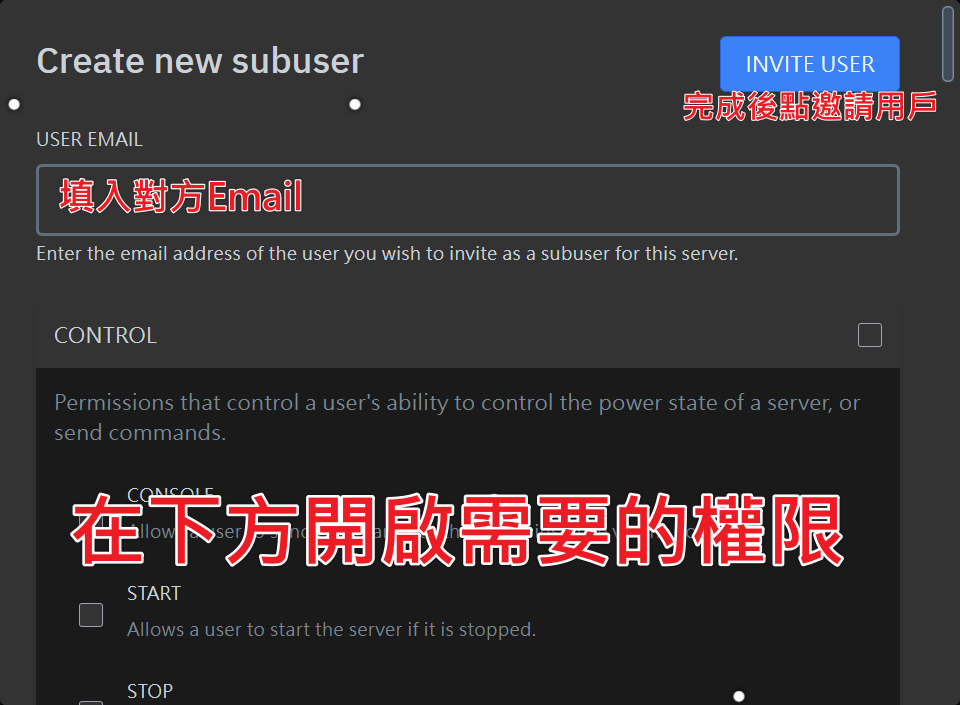 Create new subuser
INVITE USER
完成後點邀請用戶
USER EMAIL
填入對方Email
Enter the email address of the user you wish to invite as a subuser for this server.
CONTROL
Permissions that control a user's ability to control the power state of a server, or
send commands.
CONSOLE
在下方開啟需要的權限
START
Allows a user to start the server if it is stopped.
STOP